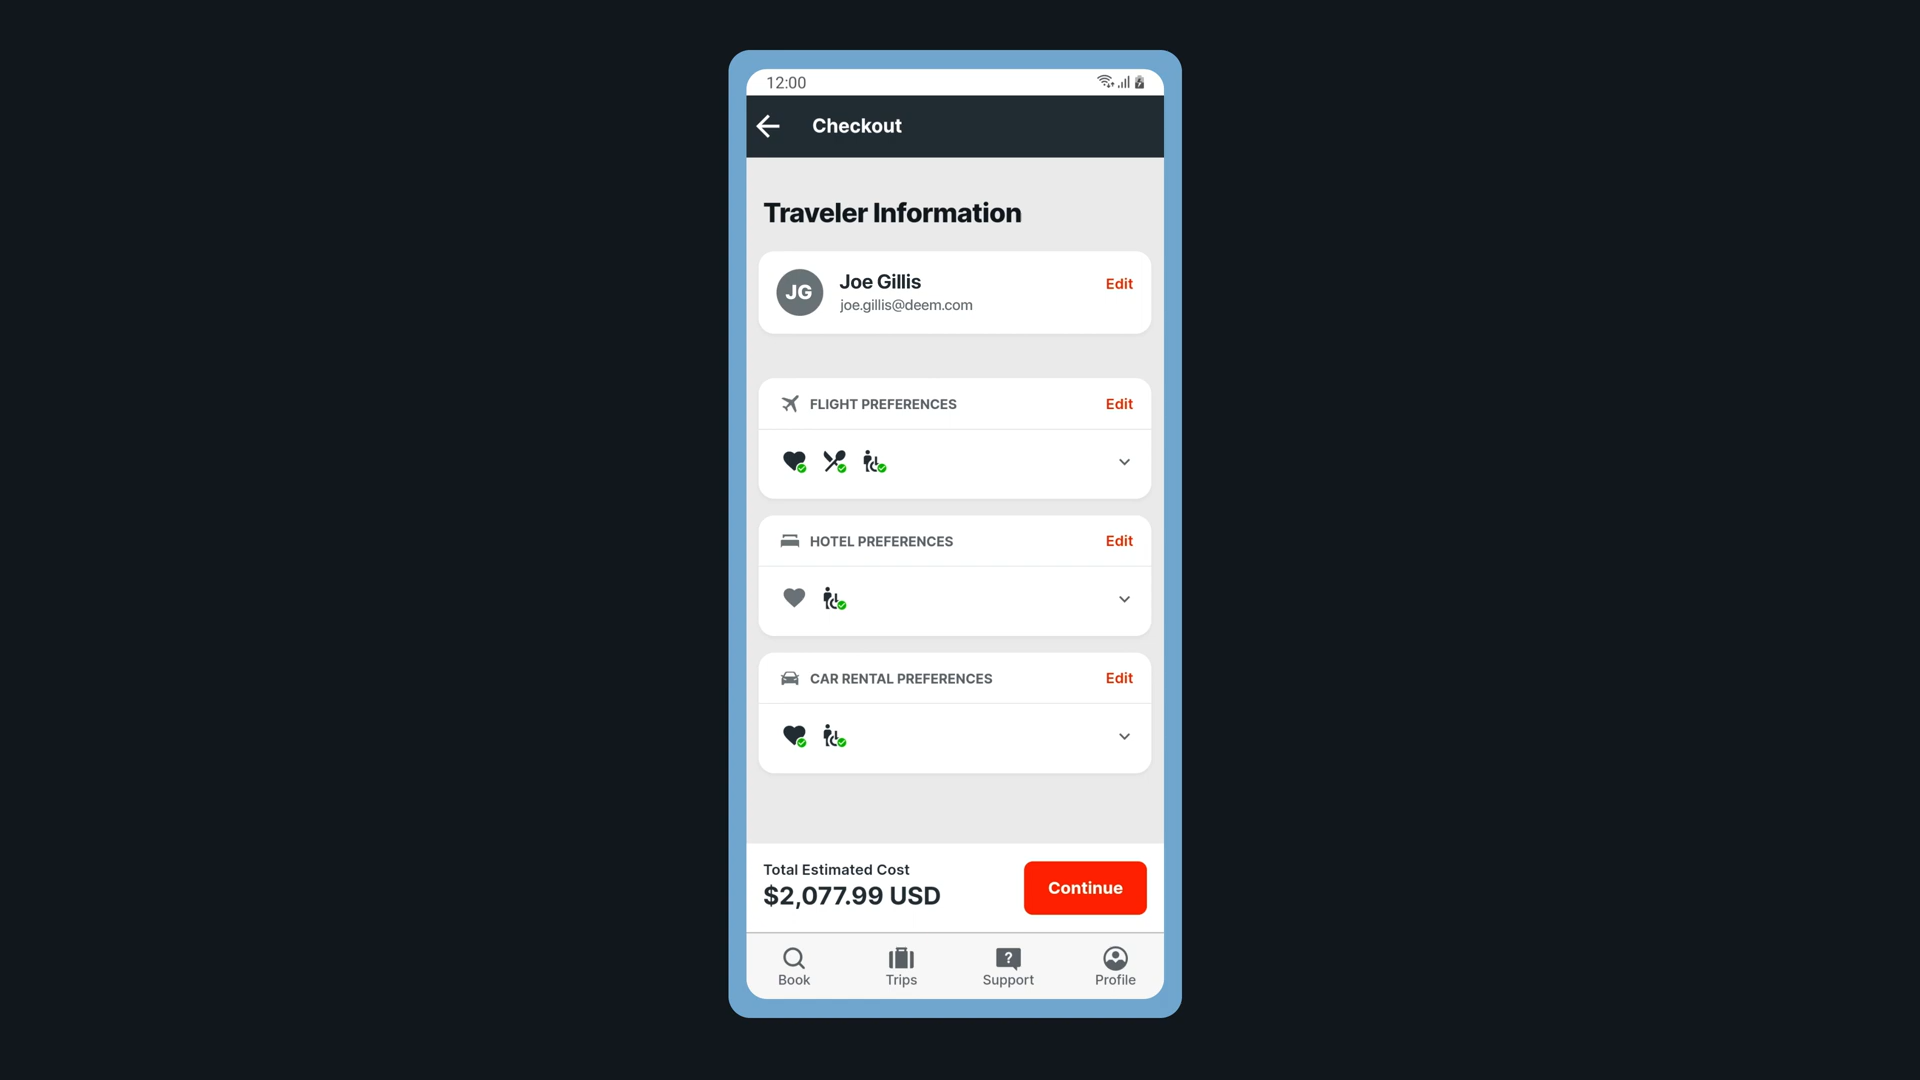 12:00
Checkout
Traveler Information
JG
Joe Gillis
Edit
joe.gillis@deem.com
FLIGHT PREFERENCES
Edit
HOTEL PREFERENCES
Edit
CAR RENTAL PREFERENCES
Edit
Total Estimated Cost
$2,077.99 USD
Continue
?
Book
Trips
Support
Profile